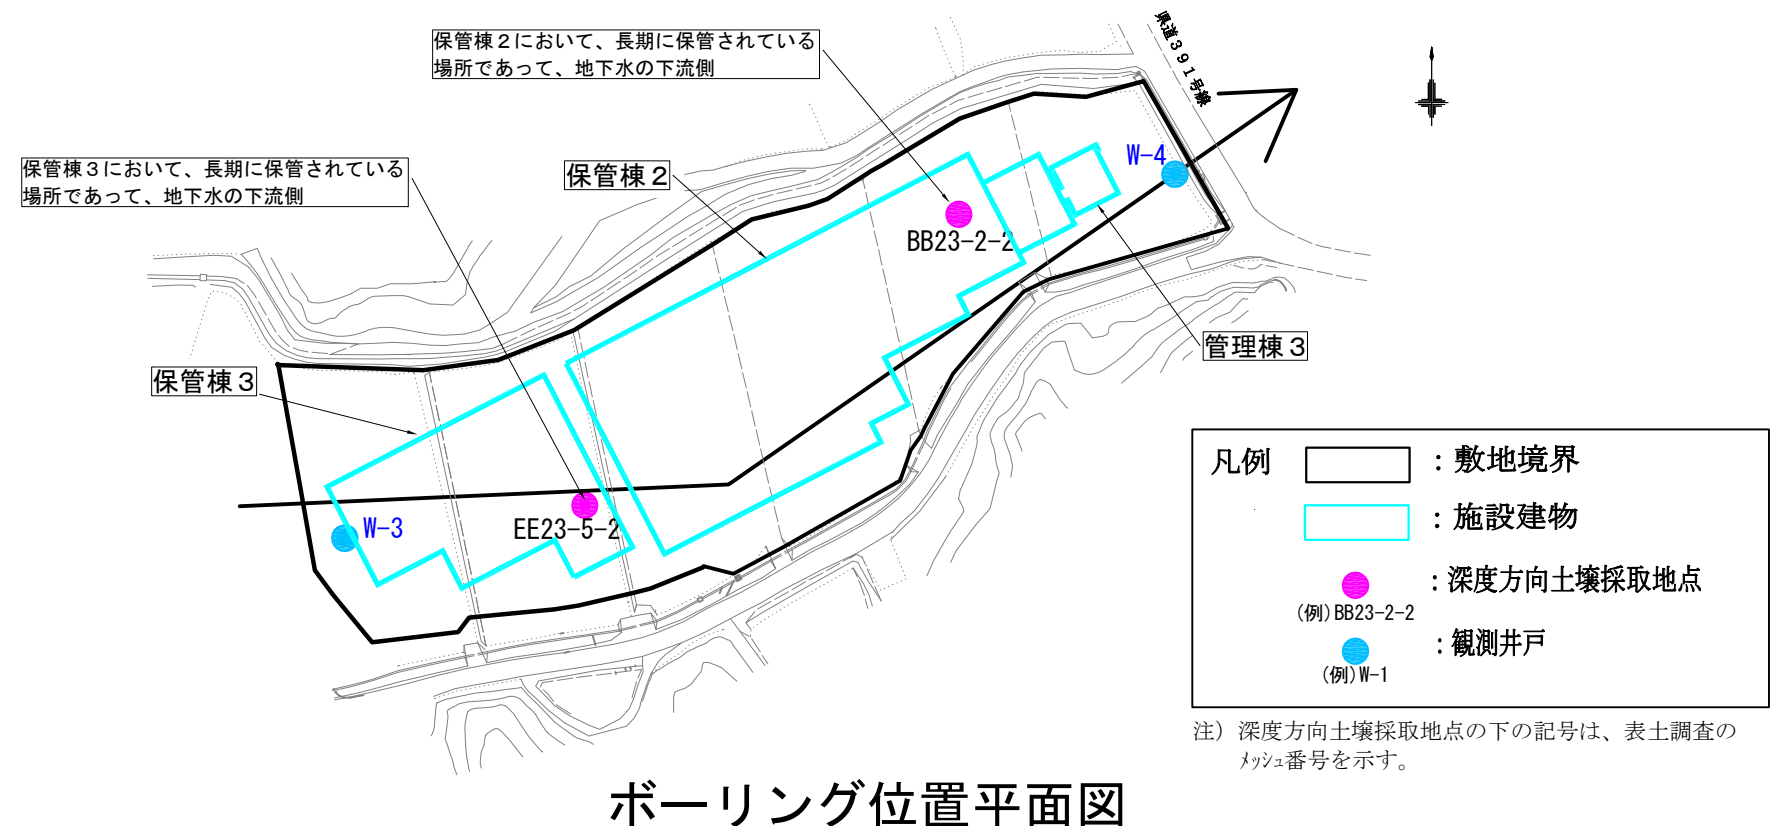 県道391号線
保管棟2において、長期に保管されている
場所であって、地下水の下流側
保管棟3において、長期に保管されている
場所であって、地下水の下流側
保管棟2
W-4
BB23-2-2
管理棟3
保管棟3
W-3
EE23-5-2
凡例
：敷地境界
：施設建物
：深度方向土壌採取地点
(例)BB23-2-2
：観測井戸
(例)W-1
注）深度方向土壌採取地点の下の記号は、表土調査の
ﾒｯｼｭ番号を示す。
ボーリング位置平面図